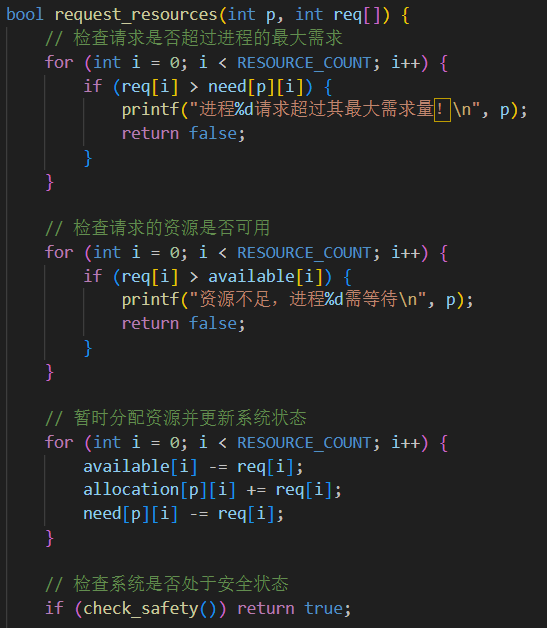 bool request_resources(int p, int req[]) {
// 检查请求是否超过进程的最大需求
for (int i = 0; i < RESOURCE_COUNT; i++) {
if (req[i] > need[p][i]) {
printf("进程%d请求超过其最大需求量！\n", p);
return false;
}
}
// 检查请求的资源是否可用
for (int i = 0; i < RESOURCE_COUNT; i++) {
if (req[i] > available[i]) {
printf("资源不足，进程%d需等待\n", p);
return false;
}
}
// 暂时分配资源并更新系统状态
for (int i = 0; i < RESOURCE_COUNT; i++) {
available[i] -= req[i];
allocation[p][i] += req[i];
need[p][i] -= req[i];
}
// 检查系统是否处于安全状态
if (check_safety()) return true;